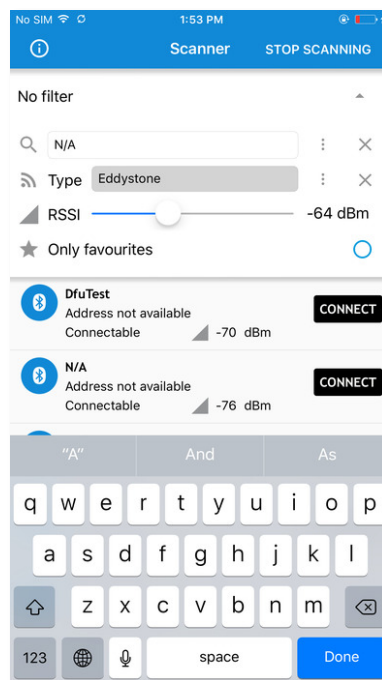 No SIM 1:53 PM
Scanner STOP SCANNING
No filter
N/A
Type Eddystone
RSSI -64 dBm
Only favourites
DfuTest
Address not available
Connectable -70 dBm
CONNECT
N/A
Address not available
Connectable -76 dBm
CONNECT
"A" And As
q w e r t y u i o p
a s d f g h j k l
z x c v b n m
123 space Done